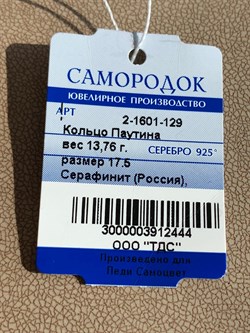 САМОРОДОК
ЮВЕЛИРНОЕ ПРОИЗВОДСТВО
АРТ 2-1601-129
,
Кольцо Паутина
вес 13,76 г. СЕРЕБРО 925°
размер 17.5
Серафинит (Россия),
3000003912444
ООО "ТДС"
Произведено для
Леди Самоцвет